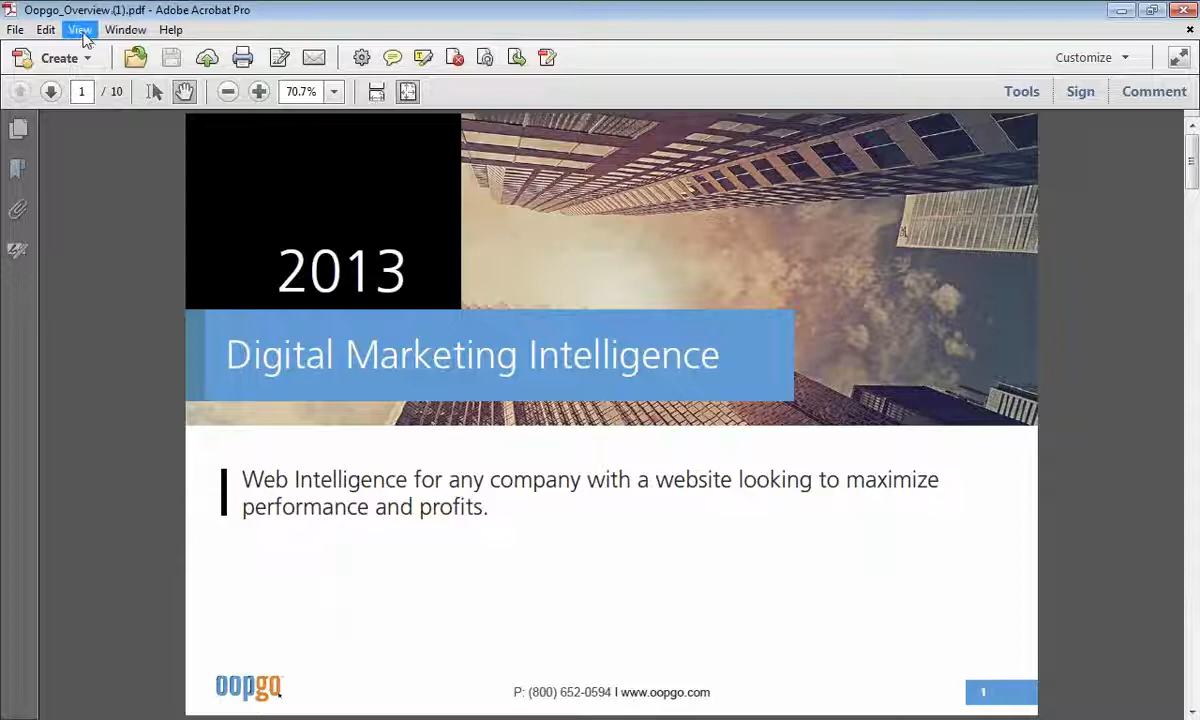 Oopgo_Overview.(1).pdf - Adobe Acrobat Pro
File Edit View Window Help
Create Customize
1 / 10 70.7% Tools Sign Comment
2013
Digital Marketing Intelligence
Web Intelligence for any company with a website looking to maximize
performance and profits.
oopgo P: (800) 652-0594 I www.oopgo.com 1